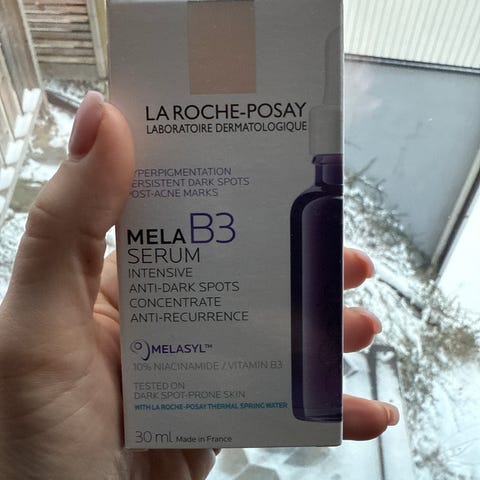 LA ROCHE-POSAY
LABORATOIRE DERMATOLOGIQUE
YPERPIGMENTATION
ERSISTENT DARK SPOTS
OST-ACNE MARKS
MELA B3
SERUM
INTENSIVE
ANTI-DARK SPOTS
CONCENTRATE
ANTI-RECURRENCE
MELASYL™
10% NIACINAMIDE / VITAMIN B3
TESTED ON
DARK SPOT-PRONE SKIN
WITH LA ROCHE-POSAY THERMAL SPRING WATER
30 ml Made in France